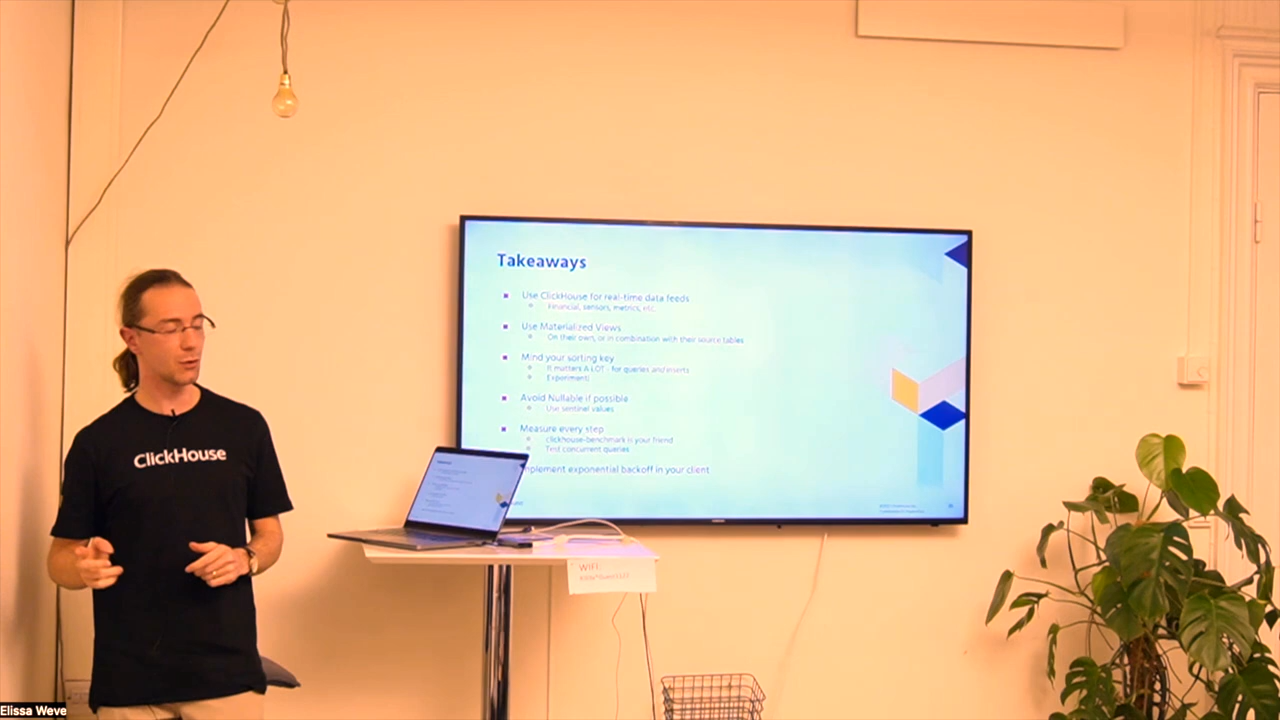 Takeaways
Use ClickHouse for real-time data feeds
Financial, sensors, metrics, etc.
Use Materialized Views
On their own, or in combination with their source tables
Mind your sorting key
It matters A LOT - for queries and inserts
Experiment!
Avoid Nullable if possible
Use sentinel values
Measure every step
clickhouse-benchmark is your friend
Test concurrent queries
Implement exponential backoff in your client
ClickHouse
Takeaways
WIFI:
Elissa Weve